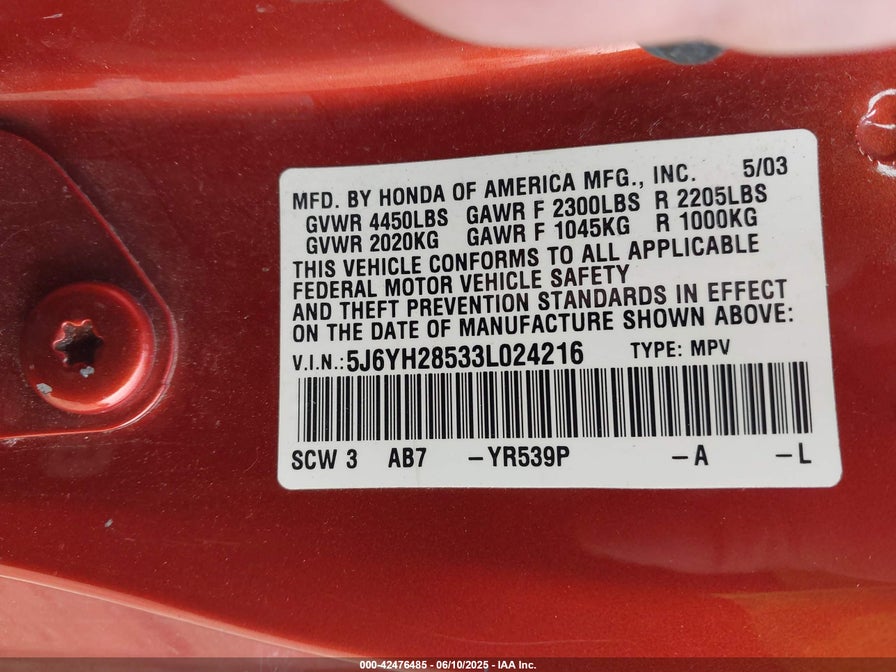 MFD. BY HONDA OF AMERICA MFG., INC. 5/03
GVWR 4450LBS GAWR F 2300LBS R 2205LBS
GVWR 2020KG GAWR F 1045KG R 1000KG
THIS VEHICLE CONFORMS TO ALL APPLICABLE
FEDERAL MOTOR VEHICLE SAFETY
AND THEFT PREVENTION STANDARDS IN EFFECT
ON THE DATE OF MANUFACTURE SHOWN ABOVE:
V.I.N.:5J6YH28533L024216 TYPE: MPV
SCW 3 AB7 -YR539P -A -L
000-42476485 - 06/10/2025 - IAA Inc.